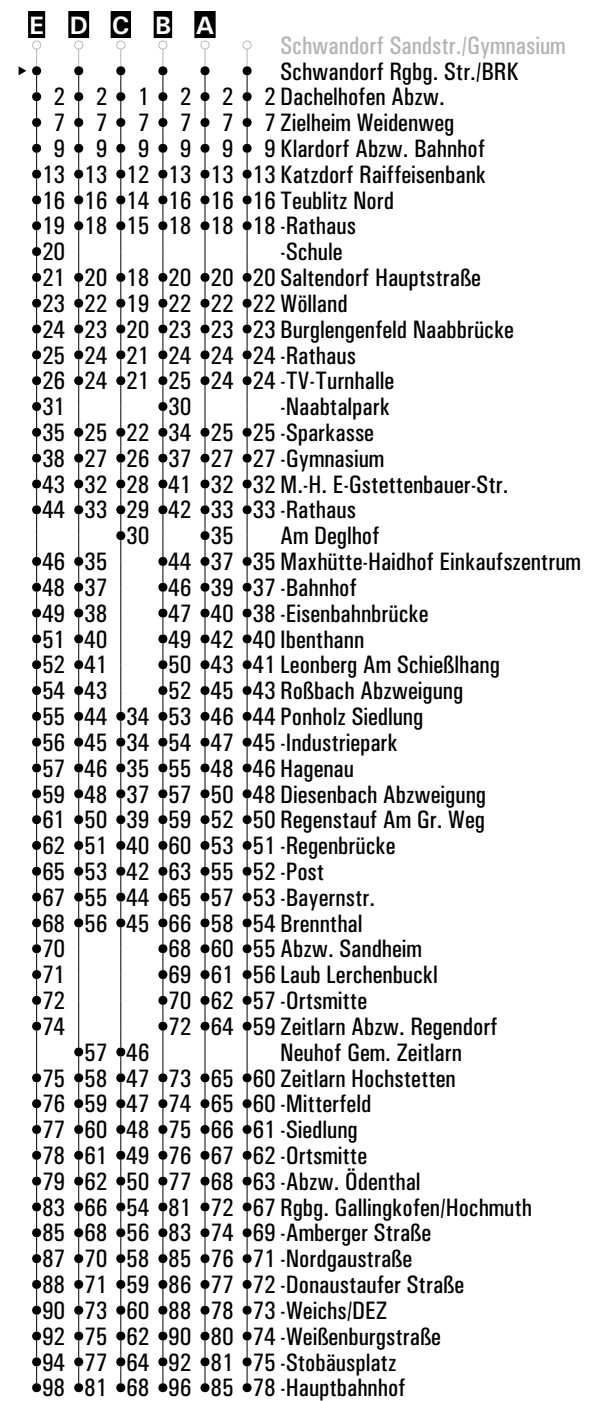 E D C B A
Schwandorf Sandstr./Gymnasium
Schwandorf Rgbg. Str./BRK
2 2 1 2 2 2 Dachelhofen Abzw.
7 7 7 7 7 7 Zielheim Weidenweg
9 9 9 9 9 9 Klardorf Abzw. Bahnhof
13 13 12 13 13 13 Katzdorf Raiffeisenbank
16 16 14 16 16 16 Teublitz Nord
19 18 15 18 18 18 -Rathaus
20 -Schule
21 20 18 20 20 20 Saltendorf Hauptstraße
23 22 19 22 22 22 Wölland
24 23 20 23 23 23 Burglengenfeld Naabbrücke
25 24 21 24 24 24 -Rathaus
26 24 21 25 24 24 -TV-Turnhalle
31 30 -Naabtalpark
35 25 22 34 25 25 -Sparkasse
38 27 26 37 27 27 -Gymnasium
43 32 28 41 32 32 M.-H. E-Gstettenbauer-Str.
44 33 29 42 33 33 -Rathaus
30 35 Am Deglhof
46 35 44 37 35 Maxhütte-Haidhof Einkaufszentrum
48 37 46 39 37 -Bahnhof
49 38 47 40 38 -Eisenbahnbrücke
51 40 49 42 40 Ibenthann
52 41 50 43 41 Leonberg Am Schießlhang
54 43 52 45 43 Roßbach Abzweigung
55 44 34 53 46 44 Ponholz Siedlung
56 45 34 54 47 45 -Industriepark
57 46 35 55 48 46 Hagenau
59 48 37 57 50 48 Diesenbach Abzweigung
61 50 39 59 52 50 Regenstauf Am Gr. Weg
62 51 40 60 53 51 -Regenbrücke
65 53 42 63 55 52 -Post
67 55 44 65 57 53 -Bayernstr.
68 56 45 66 58 54 Brennthal
70 68 60 55 Abzw. Sandheim
71 69 61 56 Laub Lerchenbuckl
72 70 62 57 -Ortsmitte
74 72 64 59 Zeitlarn Abzw. Regendorf
57 46 Neuhof Gem. Zeitlarn
75 58 47 73 65 60 Zeitlarn Hochstetten
76 59 47 74 65 60 -Mitterfeld
77 60 48 75 66 61 -Siedlung
78 61 49 76 67 62 -Ortsmitte
79 62 50 77 68 63 -Abzw. Ödenthal
83 66 54 81 72 67 Rgbg. Gallingkofen/Hochmuth
85 68 56 83 74 69 -Amberger Straße
87 70 58 85 76 71 -Nordgaustraße
88 71 59 86 77 72 -Donaustaufer Straße
90 73 60 88 78 73 -Weichs/DEZ
92 75 62 90 80 74 -Weißenburgstraße
94 77 64 92 81 75 -Stobäusplatz
98 81 68 96 85 78 -Hauptbahnhof